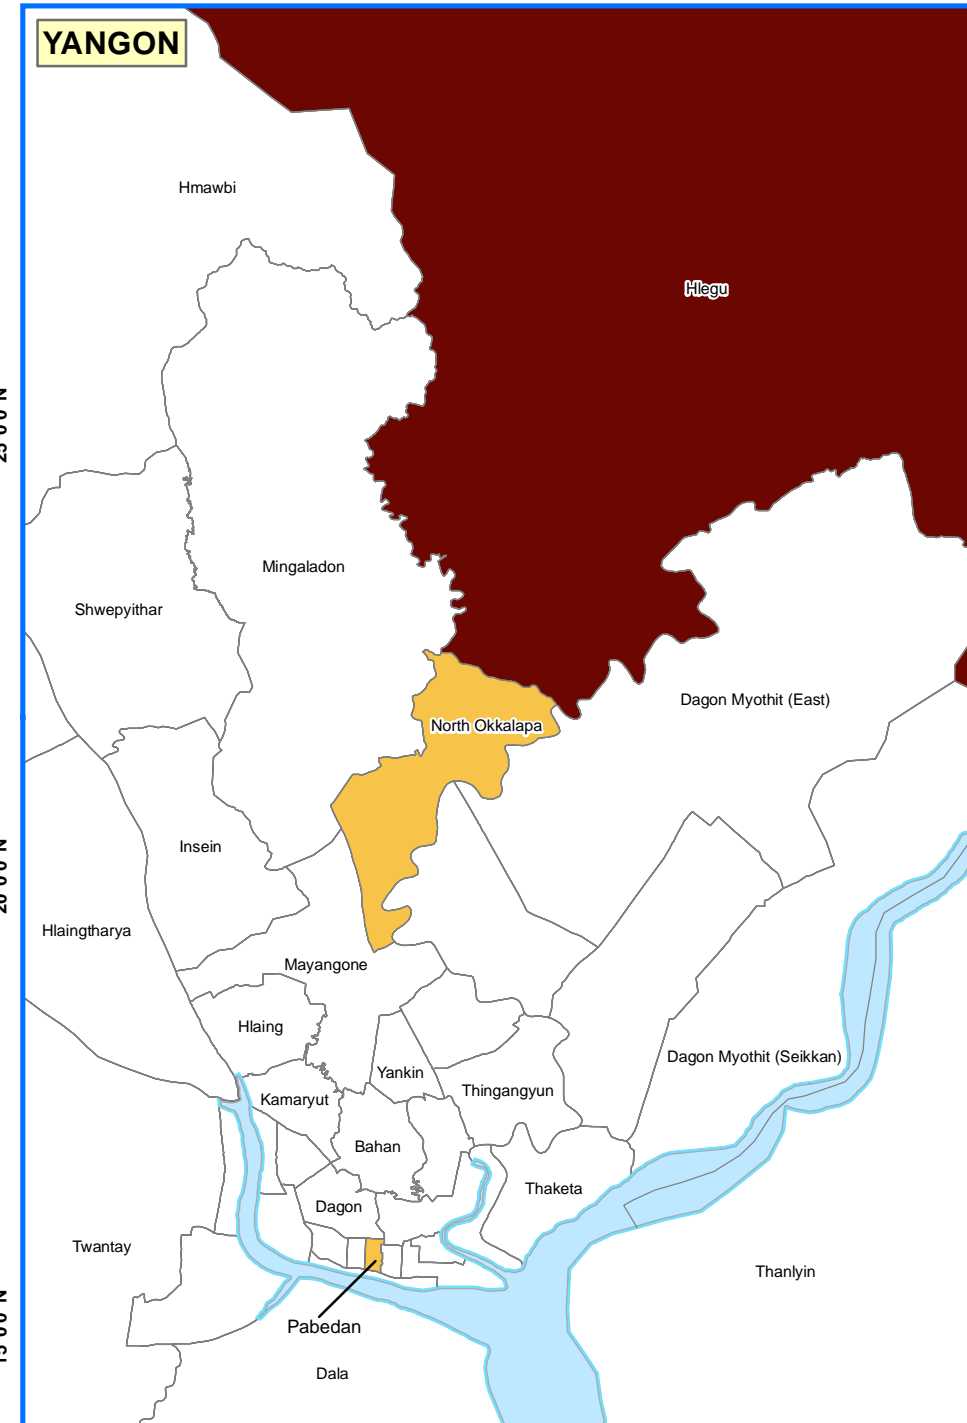 YANGON
Hmawbi
Hlegu
Mingaladon
Shwepyithar
Dagon Myothit (East)
North Okkalapa
Insein
Hlaingtharya
Mayangone
Hlaing
Dagon Myothit (Seikkan)
Yankin
Thingangyun
Kamaryut
Bahan
Thaketa
Dagon
Twantay
Thanlyin
Pabedan
Dala